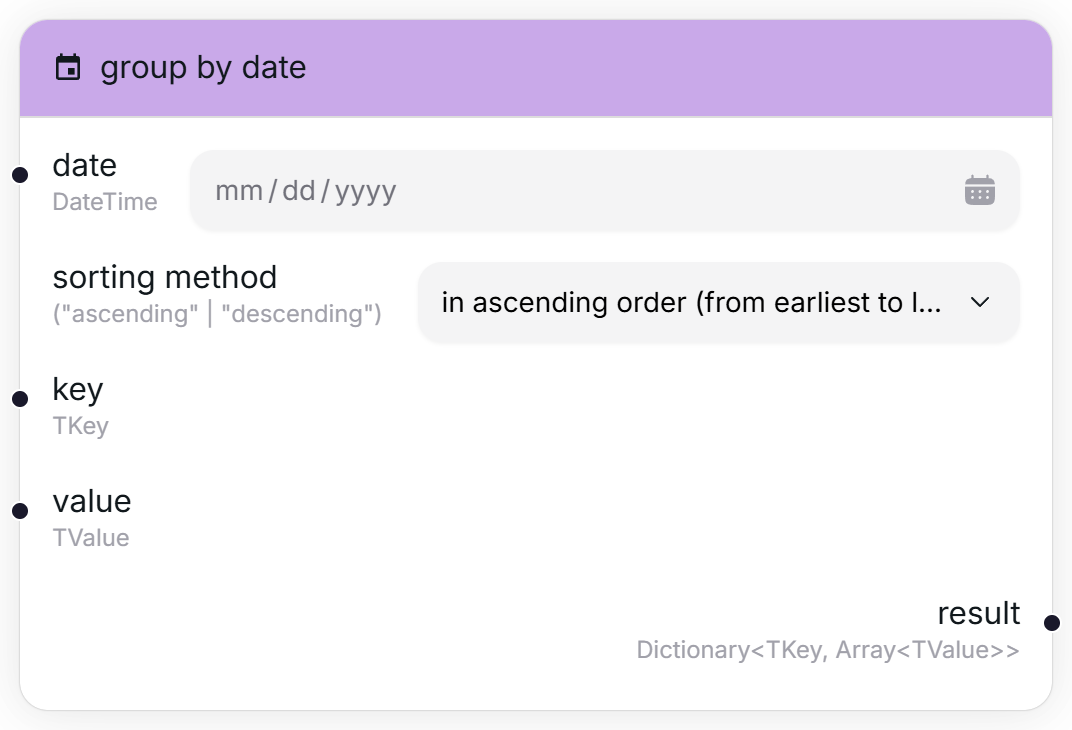 group by date
date
DateTime
mm/dd/yyyy
sorting method
("ascending" | "descending")
in ascending order (from earliest to l...
key
TKey
value
TValue
result
Dictionary<TKey, Array<TValue>>